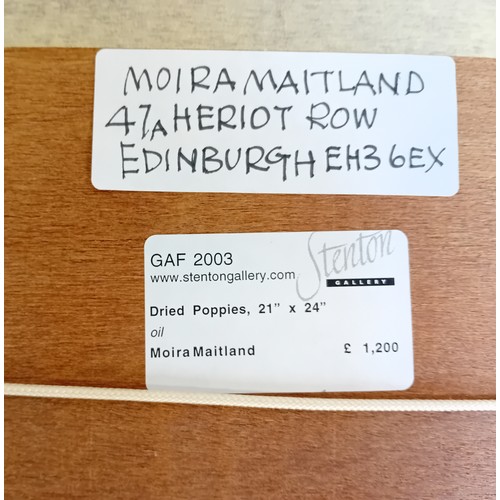 MOIRA MAITLAND
47A HERIOT ROW
EDINBURGH EH3 6EX
GAF 2003
www.stentongallery.com
Stenton
GALLERY
Dried Poppies, 21" x 24"
oil
Moira Maitland £ 1,200